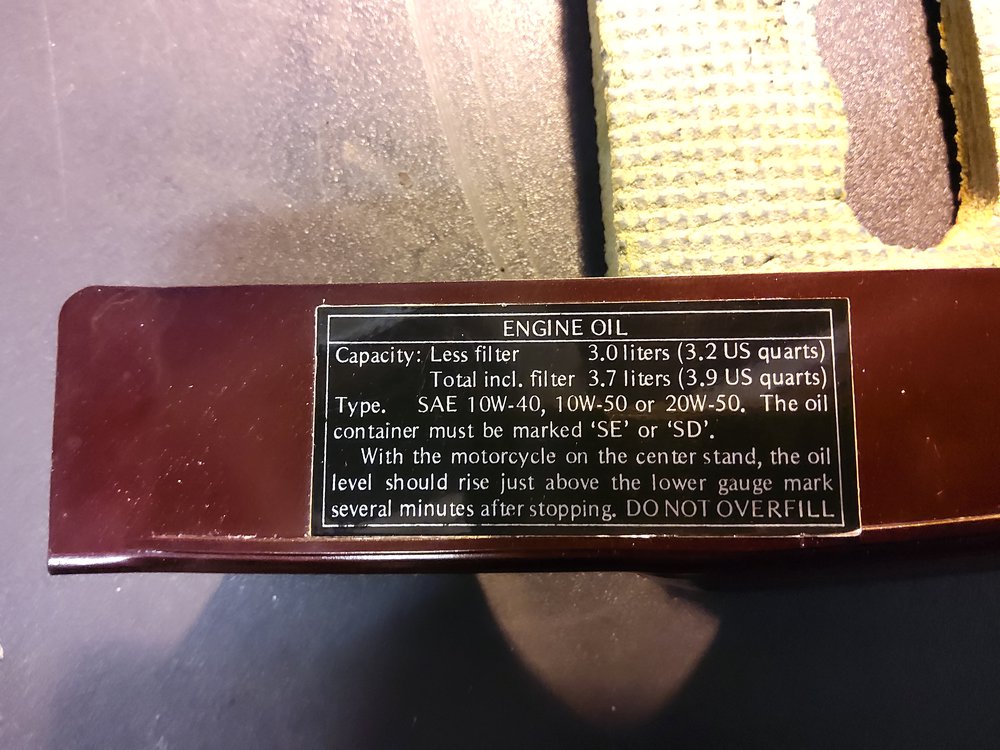 ENGINE OIL
Capacity: Less filter 3.0 liters (3.2 US quarts)
Total incl. filter 3.7 liters (3.9 US quarts)
Type. SAE 10W-40, 10W-50 or 20W-50. The oil
container must be marked ‘SE’ or ‘SD’.
With the motorcycle on the center stand, the oil
level should rise just above the lower gauge mark
several minutes after stopping. DO NOT OVERFILL